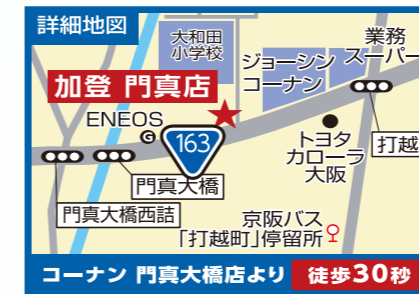 詳細地図
大和田
小学校
ジョーシン
コーナン
業務
スーパー
加登 門真店
ENEOS
G
163
トヨタ
カローラ
大阪
打越
門真大橋
門真大橋西詰
京阪バス
「打越町」停留所
コーナン 門真大橋店より 徒歩30秒